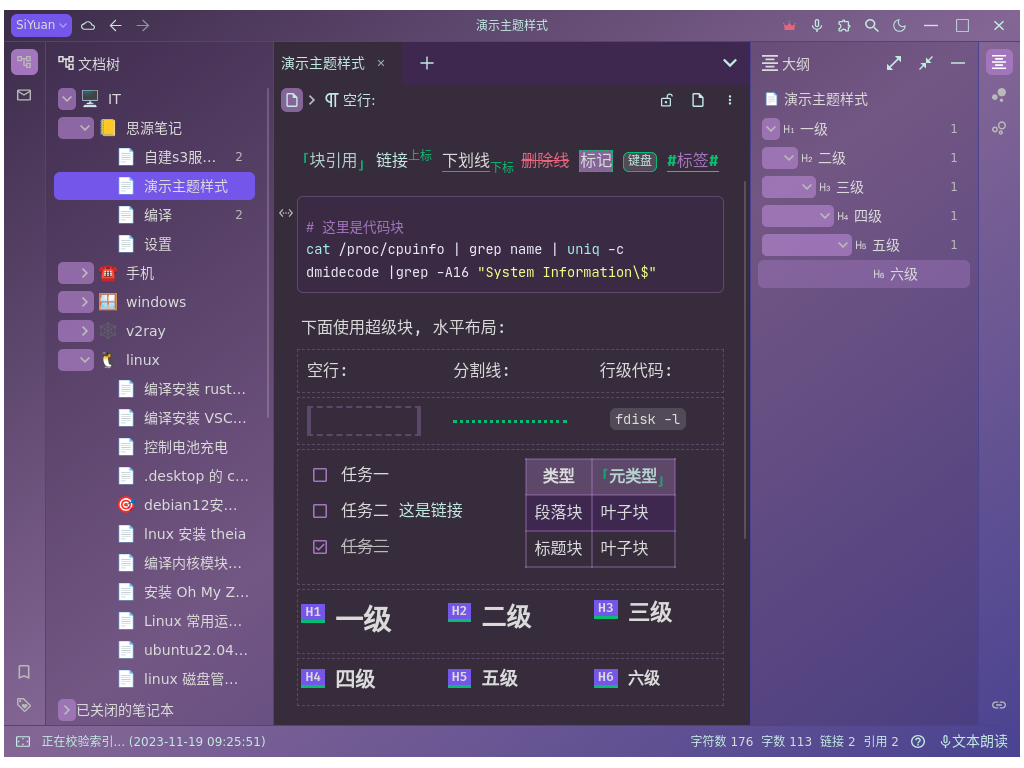 SiYuan
演示主题样式
文档树
IT
思源笔记
自建s3服... 2
演示主题样式
编译 2
设置
手机
windows
v2ray
linux
编译安装 rust...
编译安装 VSC...
控制电池充电
.desktop 的 c...
debian12安...
lnux 安装 theia
编译内核模块...
安装 Oh My Z...
Linux 常用运...
ubuntu22.04...
linux 磁盘管...
已关闭的笔记本
演示主题样式 ×
空行:
「块引用」 链接上标 下划线下标 删除线 标记 键盘 #标签#
# 这里是代码块
cat /proc/cpuinfo | grep name | uniq -c
dmidecode |grep -A16 "System Information\$"
下面使用超级块, 水平布局:
空行: 分割线: 行级代码:
fdisk -l
任务一
任务二 这是链接
任务三
类型 「元类型」
段落块 叶子块
标题块 叶子块
H1 一级 H2 二级 H3 三级
H4 四级 H5 五级 H6 六级
大纲
演示主题样式
H1 一级 1
H2 二级 1
H3 三级 1
H4 四级 1
H5 五级 1
H6 六级
正在校验索引... (2023-11-19 09:25:51)
字符数 176 字数 113 链接 2 引用 2 文本朗读